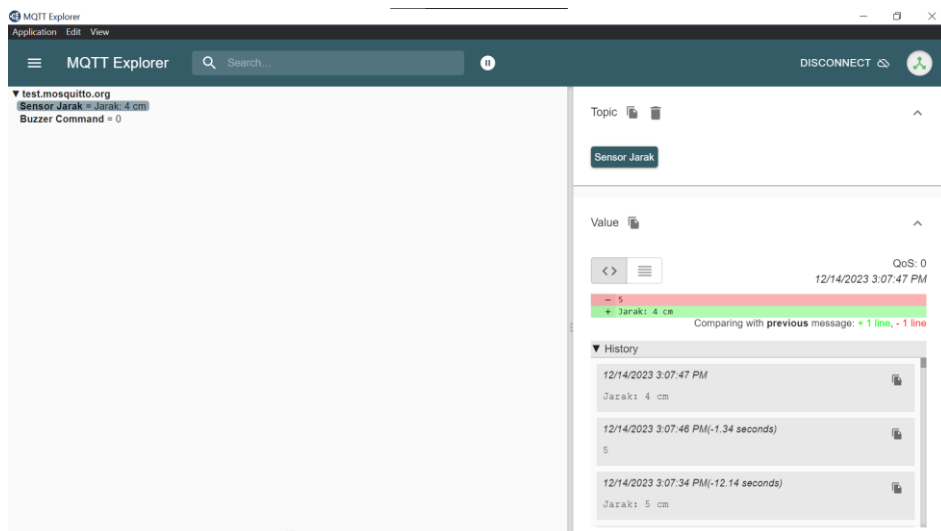 MQTT Explorer
Application Edit View
MQTT Explorer
Search...
DISCONNECT
▼ test.mosquitto.org
Sensor Jarak = Jarak: 4 cm
Buzzer Command = 0
Topic
Sensor Jarak
Value
QoS: 0
12/14/2023 3:07:47 PM
- 5
+ Jarak: 4 cm
Comparing with previous message: + 1 line, - 1 line
▼ History
12/14/2023 3:07:47 PM
Jarak: 4 cm
12/14/2023 3:07:46 PM(-1.34 seconds)
5
12/14/2023 3:07:34 PM(-12.14 seconds)
Jarak: 5 cm